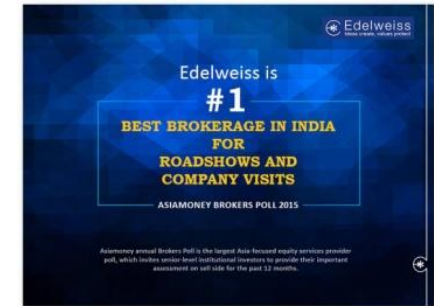 Edelweiss
Ideas create, values protect
Edelweiss is
#1
BEST BROKERAGE IN INDIA
FOR
ROADSHOWS AND
COMPANY VISITS
ASIAMONEY BROKERS POLL 2015
Asiamoney annual Brokers Poll is the largest Asia-focused equity services provider
poll, which invites senior-level institutional investors to provide their important
assessment on sell side for the past 12 months.